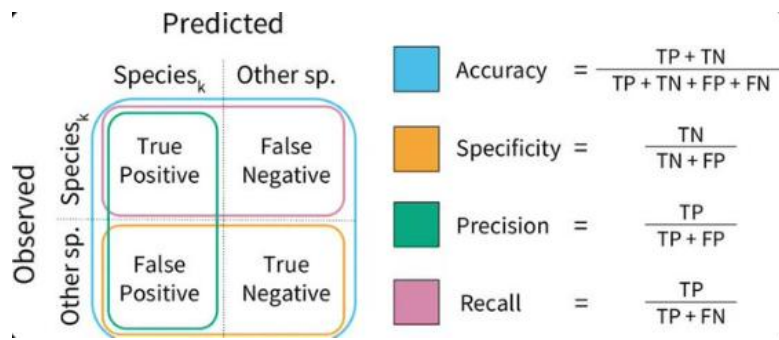 Predicted
Species_k Other sp.
Observed
Species_k
True Positive
False Negative
Other sp.
False Positive
True Negative
Accuracy = TP + TN / TP + TN + FP + FN
Specificity = TN / TN + FP
Precision = TP / TP + FP
Recall = TP / TP + FN